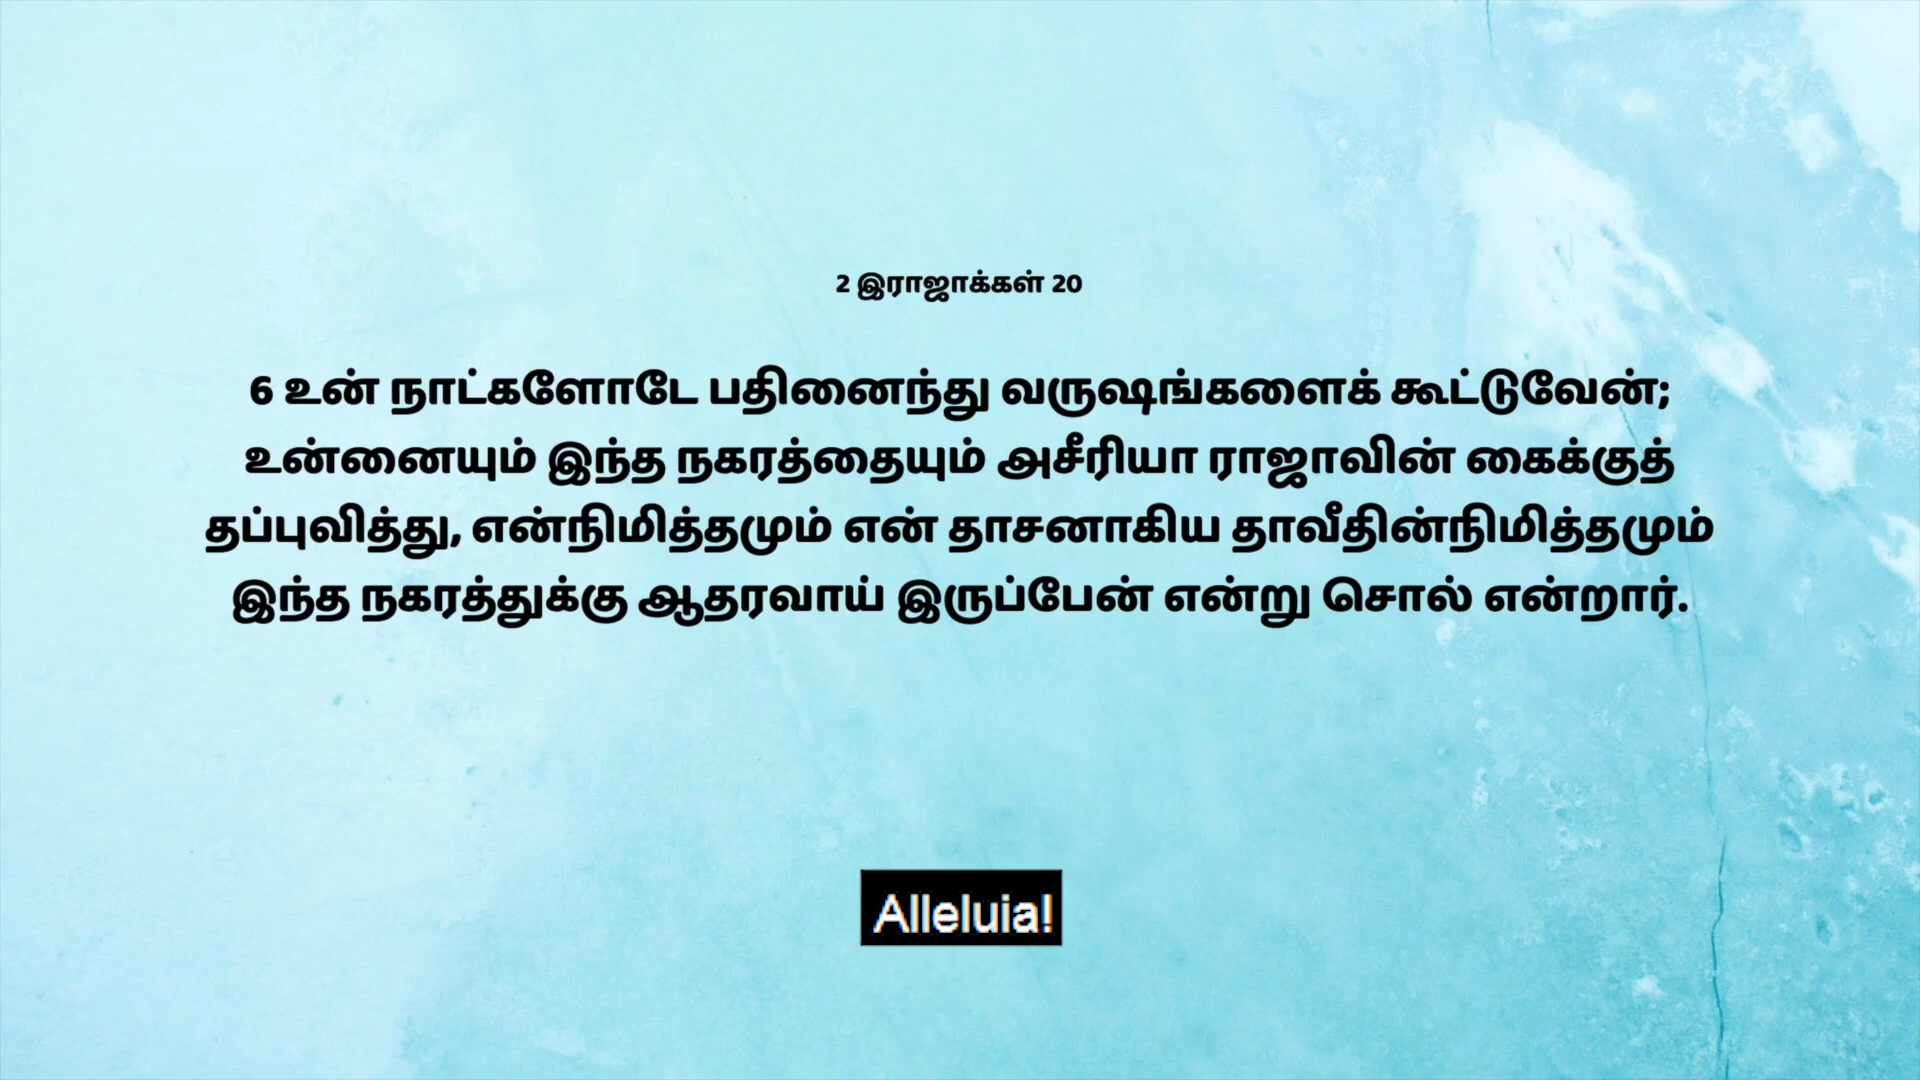 2 இராஜாக்கள் 20
6 உன் நாட்களோடே பதினைந்து வருஷங்களைக் கூட்டுவேன்;
உன்னையும் இந்த நகரத்தையும் அசீரியா ராஜாவின் கைக்குத்
தப்புவித்து, என்நிமித்தமும் என் தாசனாகிய தாவீதின்நிமித்தமும்
இந்த நகரத்துக்கு ஆதரவாய் இருப்பேன் என்று சொல் என்றார்.
Alleluia!